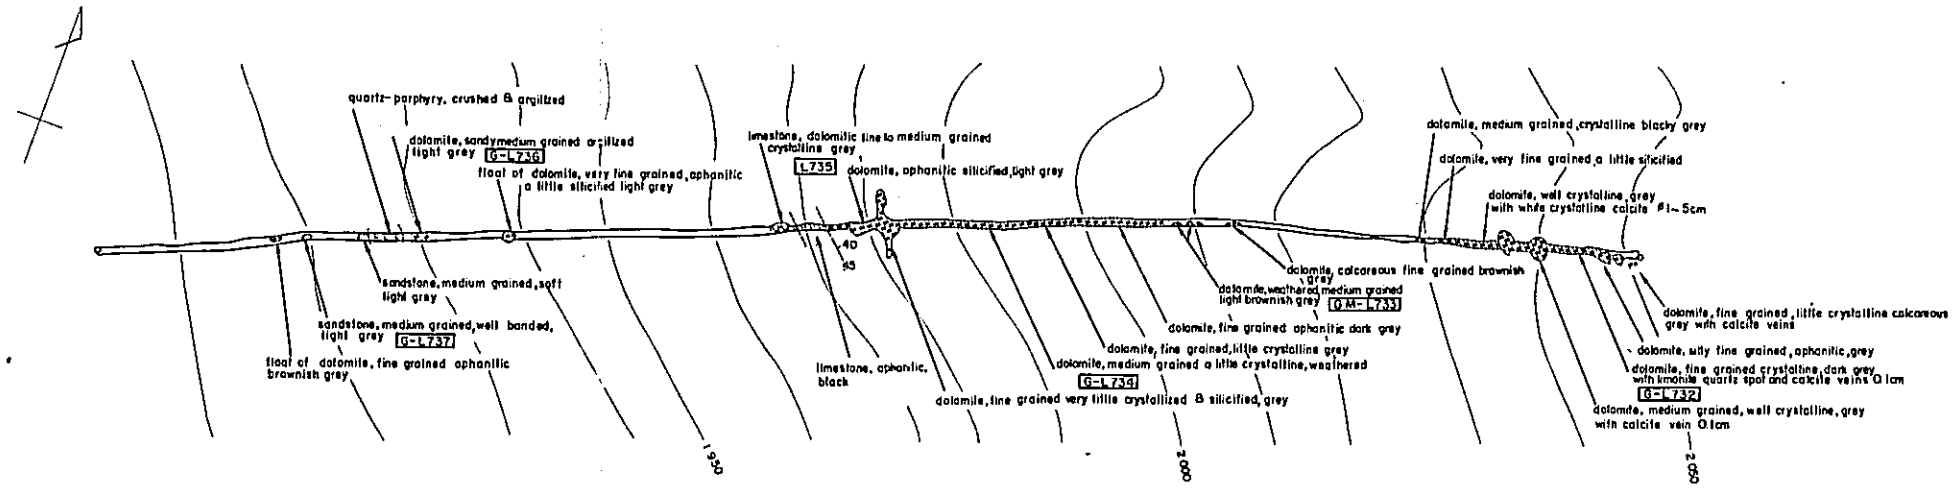 quartz-porphyry, crushed & argilized
dolomite, sandy medium grained argilized
light grey G-L736
float of dolomite, very fine grained, aphanitic
a little silicified light grey
sandstone, medium grained, soft
light grey
sandstone, medium grained, well banded,
light grey G-L737
float of dolomite, fine grained aphanitic
brownish grey
limestone, dolomitic fine to medium grained
crystalline grey
L735
dolomite, aphanitic silicified, light grey
40
45
limestone, aphanitic,
black
dolomite, fine grained very little crystallized & silicified, grey
dolomite, medium grained a little crystalline, weathered
G-L734
dolomite, fine grained, little crystalline grey
dolomite, fine grained aphanitic dark grey
dolomite, weathered medium grained
light brownish grey GM-L733
dolomite, calcareous fine grained brownish
grey
dolomite, medium grained, crystalline blacky grey
dolomite, very fine grained, a little silicified
dolomite, well crystalline, grey
with white crystalline calcite ø1~5cm
dolomite, fine grained, little crystalline calcareous
grey with calcite veins
dolomite, silty fine grained, aphanitic, grey
dolomite, fine grained crystalline, dark grey
with limonite quartz spot and calcite veins 0.1cm
G-L732
dolomite, medium grained, well crystalline, grey
with calcite vein 0.1cm
1950
2000
2050